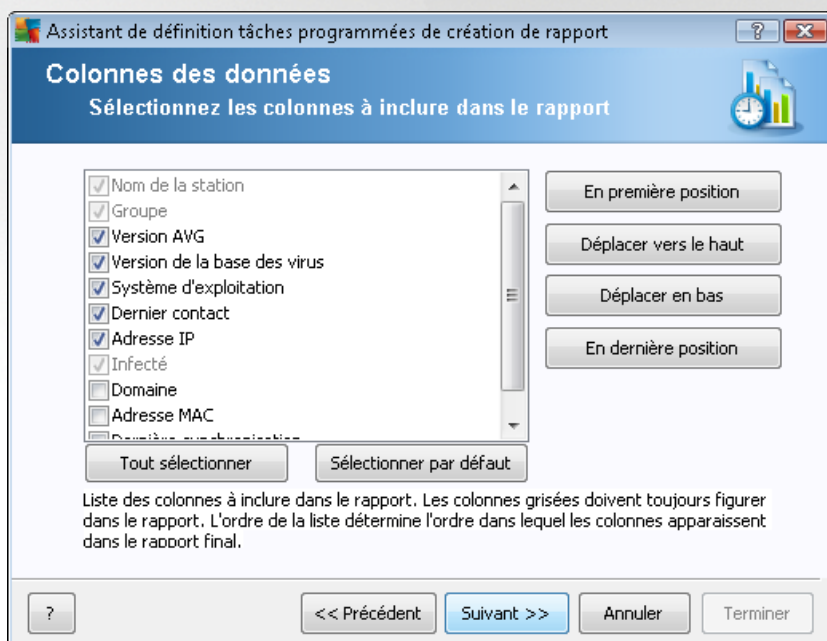 Assistant de définition tâches programmées de création de rapport
?
Colonnes des données
Sélectionnez les colonnes à inclure dans le rapport
Nom de la station
Groupe
Version AVG
Version de la base des virus
Système d'exploitation
Dernier contact
Adresse IP
Infecté
Domaine
Adresse MAC
Dernière synchronisation
En première position
Déplacer vers le haut
Déplacer en bas
En dernière position
Tout sélectionner
Sélectionner par défaut
Liste des colonnes à inclure dans le rapport. Les colonnes grisées doivent toujours figurer
dans le rapport. L'ordre de la liste détermine l'ordre dans lequel les colonnes apparaissent
dans le rapport final.
?
<< Précédent
Suivant >>
Annuler
Terminer